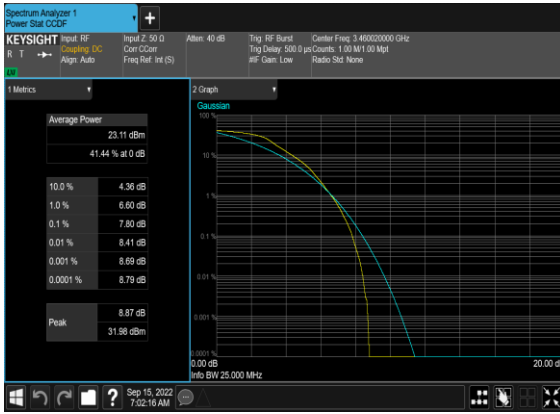 Spectrum Analyzer 1
Power Stat CCDF
KEYSIGHT
R T
LXI
Input: RF
Coupling: DC
Align: Auto
Input Z: 50 Ω
Corr CCorr
Freq Ref: Int (S)
Atten: 40 dB
Trig: RF Burst
Trig Delay: 500.0 µs
#IF Gain: Low
Center Freq: 3.460020000 GHz
Counts: 1.00 M/1.00 Mpt
Radio Std: None
1 Metrics
Average Power
23.11 dBm
41.44 % at 0 dB
10.0 % 4.36 dB
1.0 % 6.60 dB
0.1 % 7.80 dB
0.01 % 8.41 dB
0.001 % 8.69 dB
0.0001 % 8.79 dB
Peak
8.87 dB
31.98 dBm
2 Graph
Gaussian
100 %
10 %
1 %
0.1 %
0.01 %
0.001 %
0.0001 %
0.00 dB
20.00 d
Info BW 25.000 MHz
?
Sep 15, 2022
7:02:16 AM